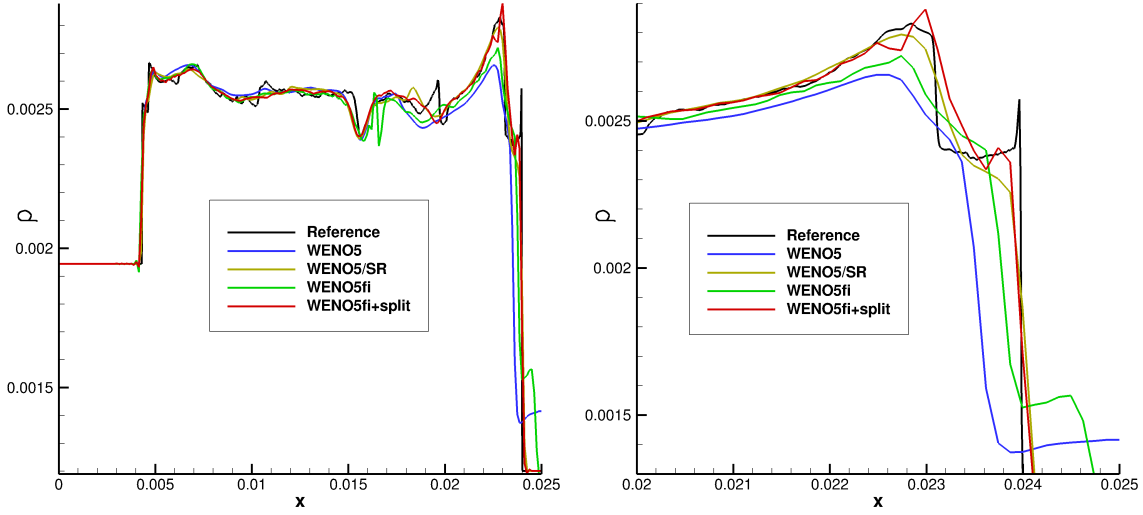 ρ
0.0025
0.002
0.0015
0
0.005
0.01
0.015
0.02
0.025
x
Reference
WENO5
WENO5/SR
WENO5fi
WENO5fi+split
ρ
0.0025
0.002
0.0015
0.02
0.021
0.022
0.023
0.024
0.025
x
Reference
WENO5
WENO5/SR
WENO5fi
WENO5fi+split